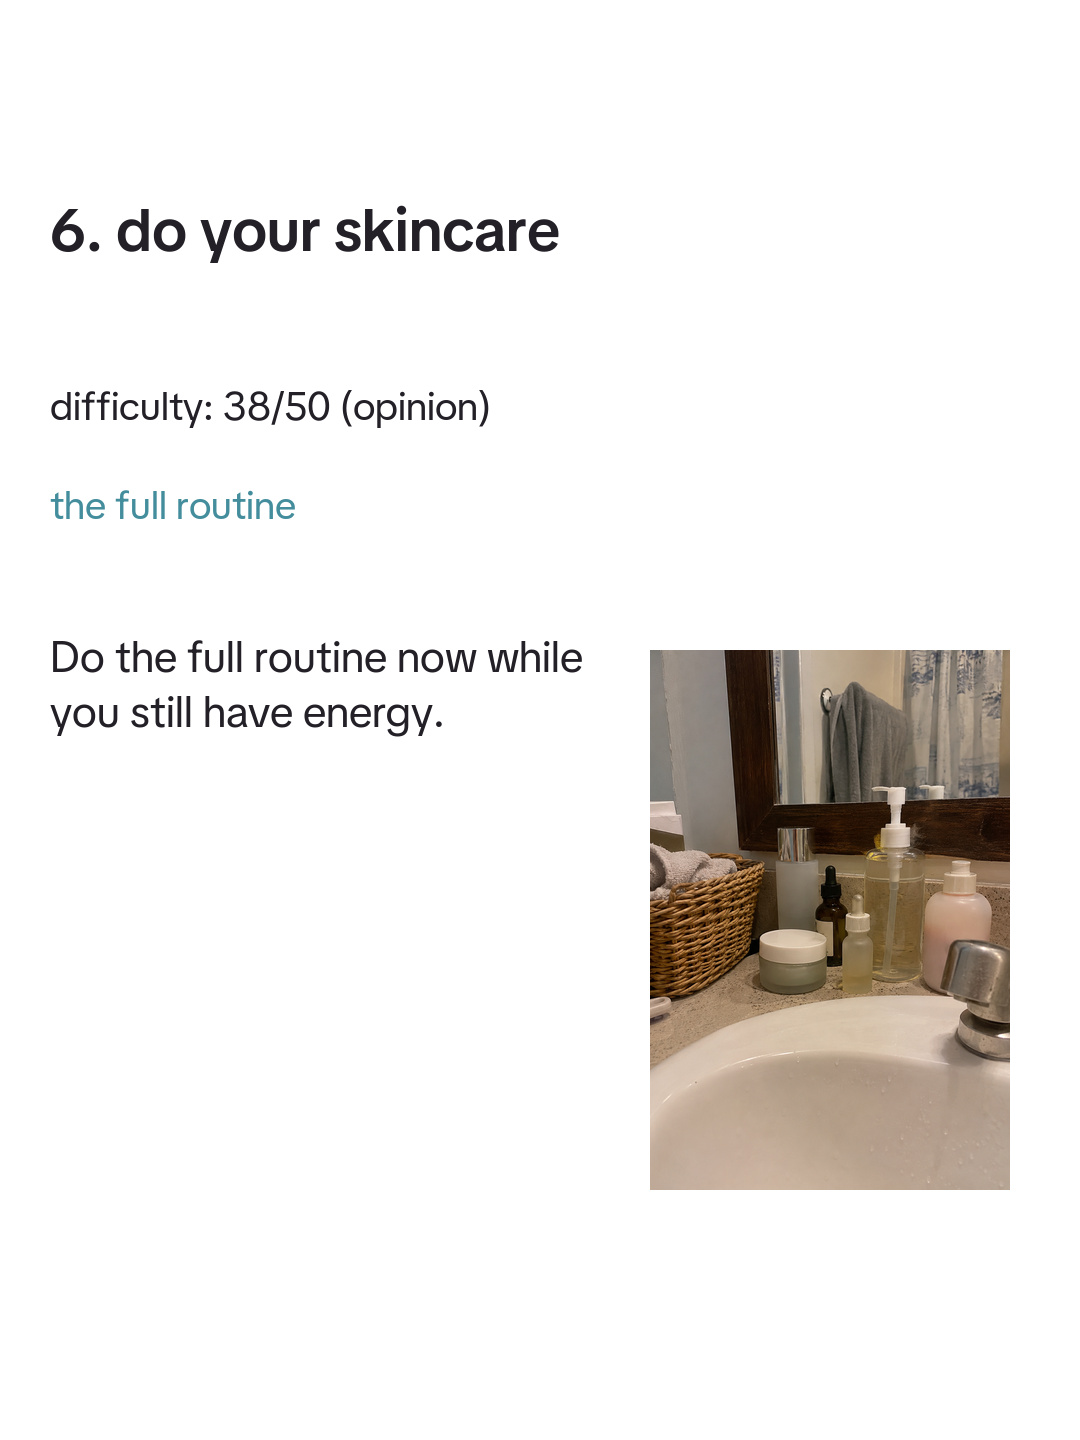 6. do your skincare
difficulty: 38/50 (opinion)
the full routine
Do the full routine now while
you still have energy.